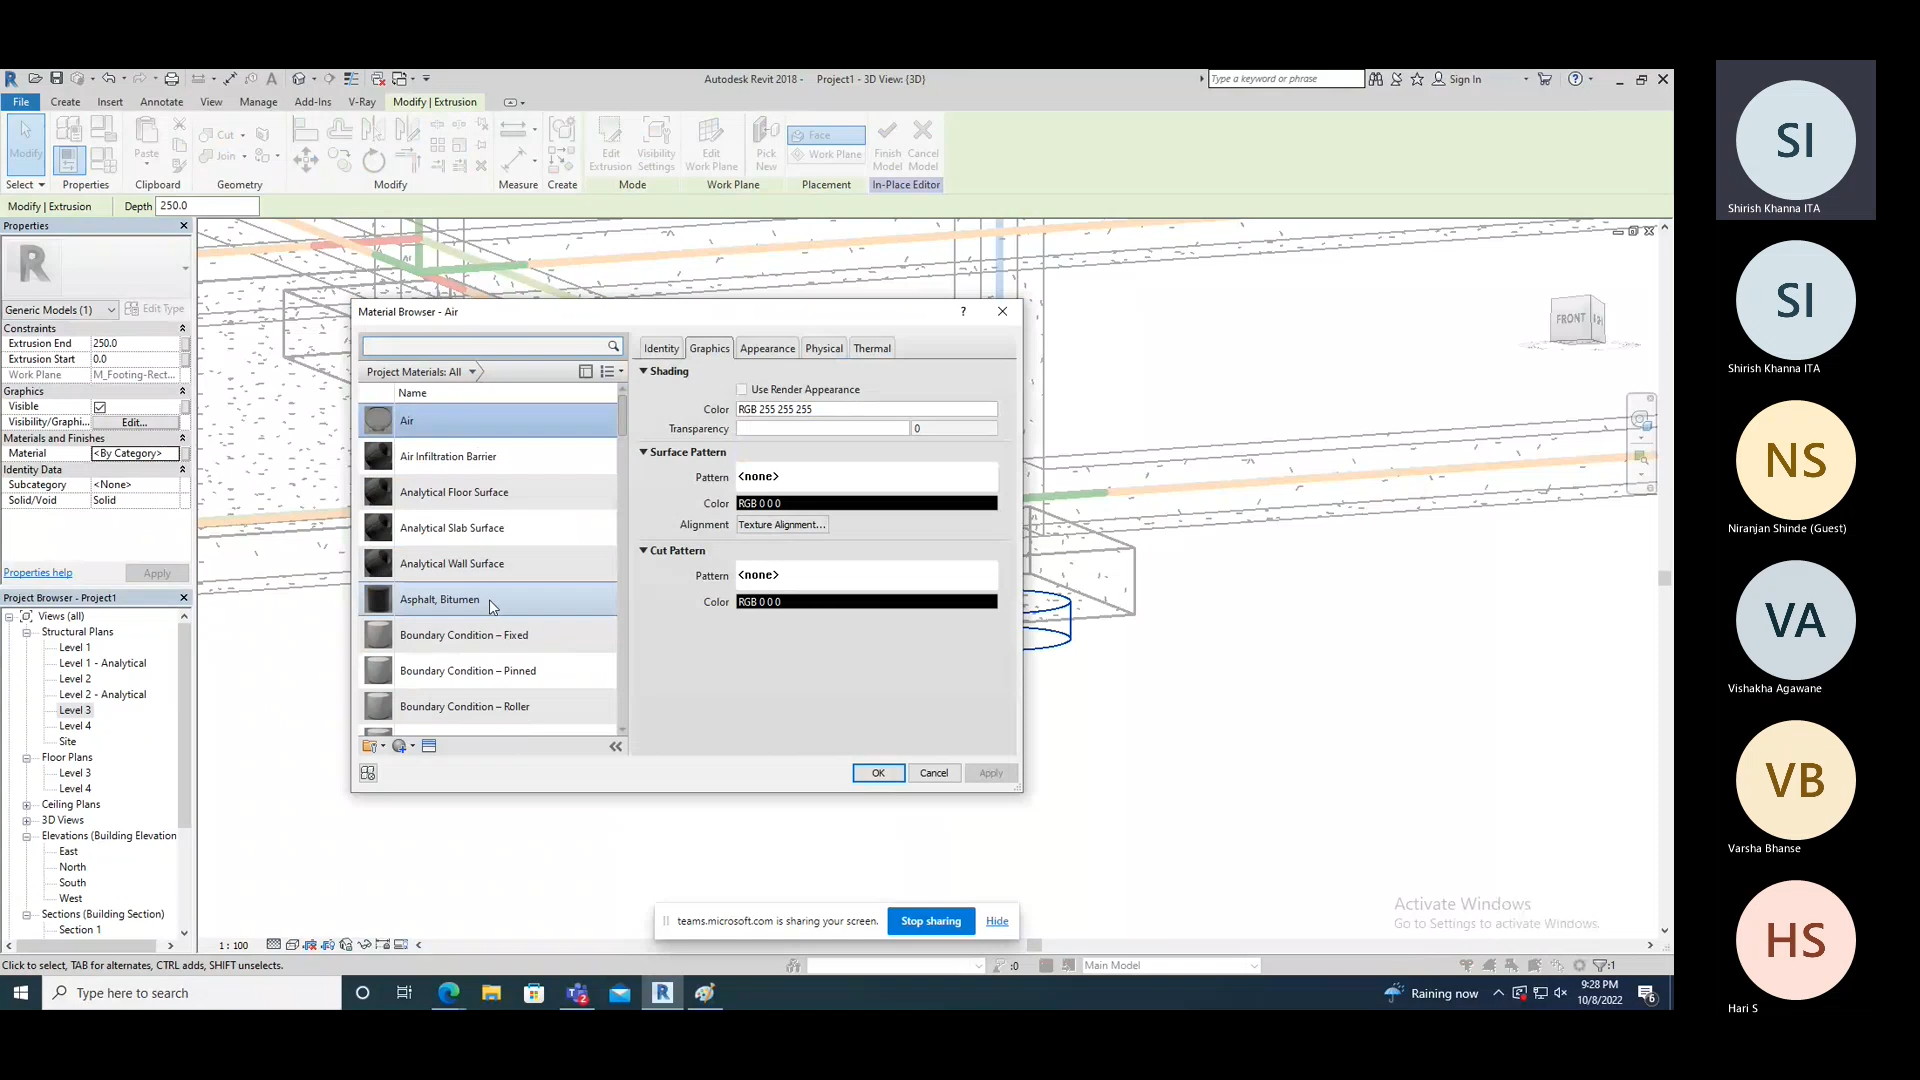 Autodesk Revit 2018 - Project1 - 3D View: {3D}
Type a keyword or phrase
Sign In
File Create Insert Annotate View Manage Add-Ins V-Ray Modify | Extrusion
Modify
Paste
Cut
Join
Edit Extrusion
Visibility Settings
Edit Work Plane
Pick New
Face
Work Plane
Finish Model
Cancel Model
Select Properties Clipboard Geometry Modify Measure Create Mode Work Plane Placement In-Place Editor
Modify | Extrusion Depth 250.0
Properties
R
Generic Models (1) Edit Type
Constraints
Extrusion End 250.0
Extrusion Start 0.0
Work Plane M_Footing-Rect...
Graphics
Visible
Visibility/Graphi... Edit...
Materials and Finishes
Material <By Category>
Identity Data
Subcategory <None>
Solid/Void Solid
Properties help Apply
Project Browser - Project1
Views (all)
Structural Plans
Level 1
Level 1 - Analytical
Level 2
Level 2 - Analytical
Level 3
Level 4
Site
Floor Plans
Level 3
Level 4
Ceiling Plans
3D Views
Elevations (Building Elevation
East
North
South
West
Sections (Building Section)
Section 1
Material Browser - Air
?
Project Materials: All
Name
Air
Air Infiltration Barrier
Analytical Floor Surface
Analytical Slab Surface
Analytical Wall Surface
Asphalt, Bitumen
Boundary Condition – Fixed
Boundary Condition – Pinned
Boundary Condition – Roller
Identity Graphics Appearance Physical Thermal
Shading
Use Render Appearance
Color RGB 255 255 255
Transparency 0
Surface Pattern
Pattern <none>
Color RGB 0 0 0
Alignment Texture Alignment...
Cut Pattern
Pattern <none>
Color RGB 0 0 0
OK Cancel Apply
FRONT
teams.microsoft.com is sharing your screen. Stop sharing Hide
Activate Windows
Go to Settings to activate Windows.
1 : 100
Click to select, TAB for alternates, CTRL adds, SHIFT unselects.
:0
Main Model
:1
Type here to search
Raining now
9:28 PM
10/8/2022
6
SI
Shirish Khanna ITA
SI
Shirish Khanna ITA
NS
Niranjan Shinde (Guest)
VA
Vishakha Agawane
VB
Varsha Bhanse
HS
Hari S